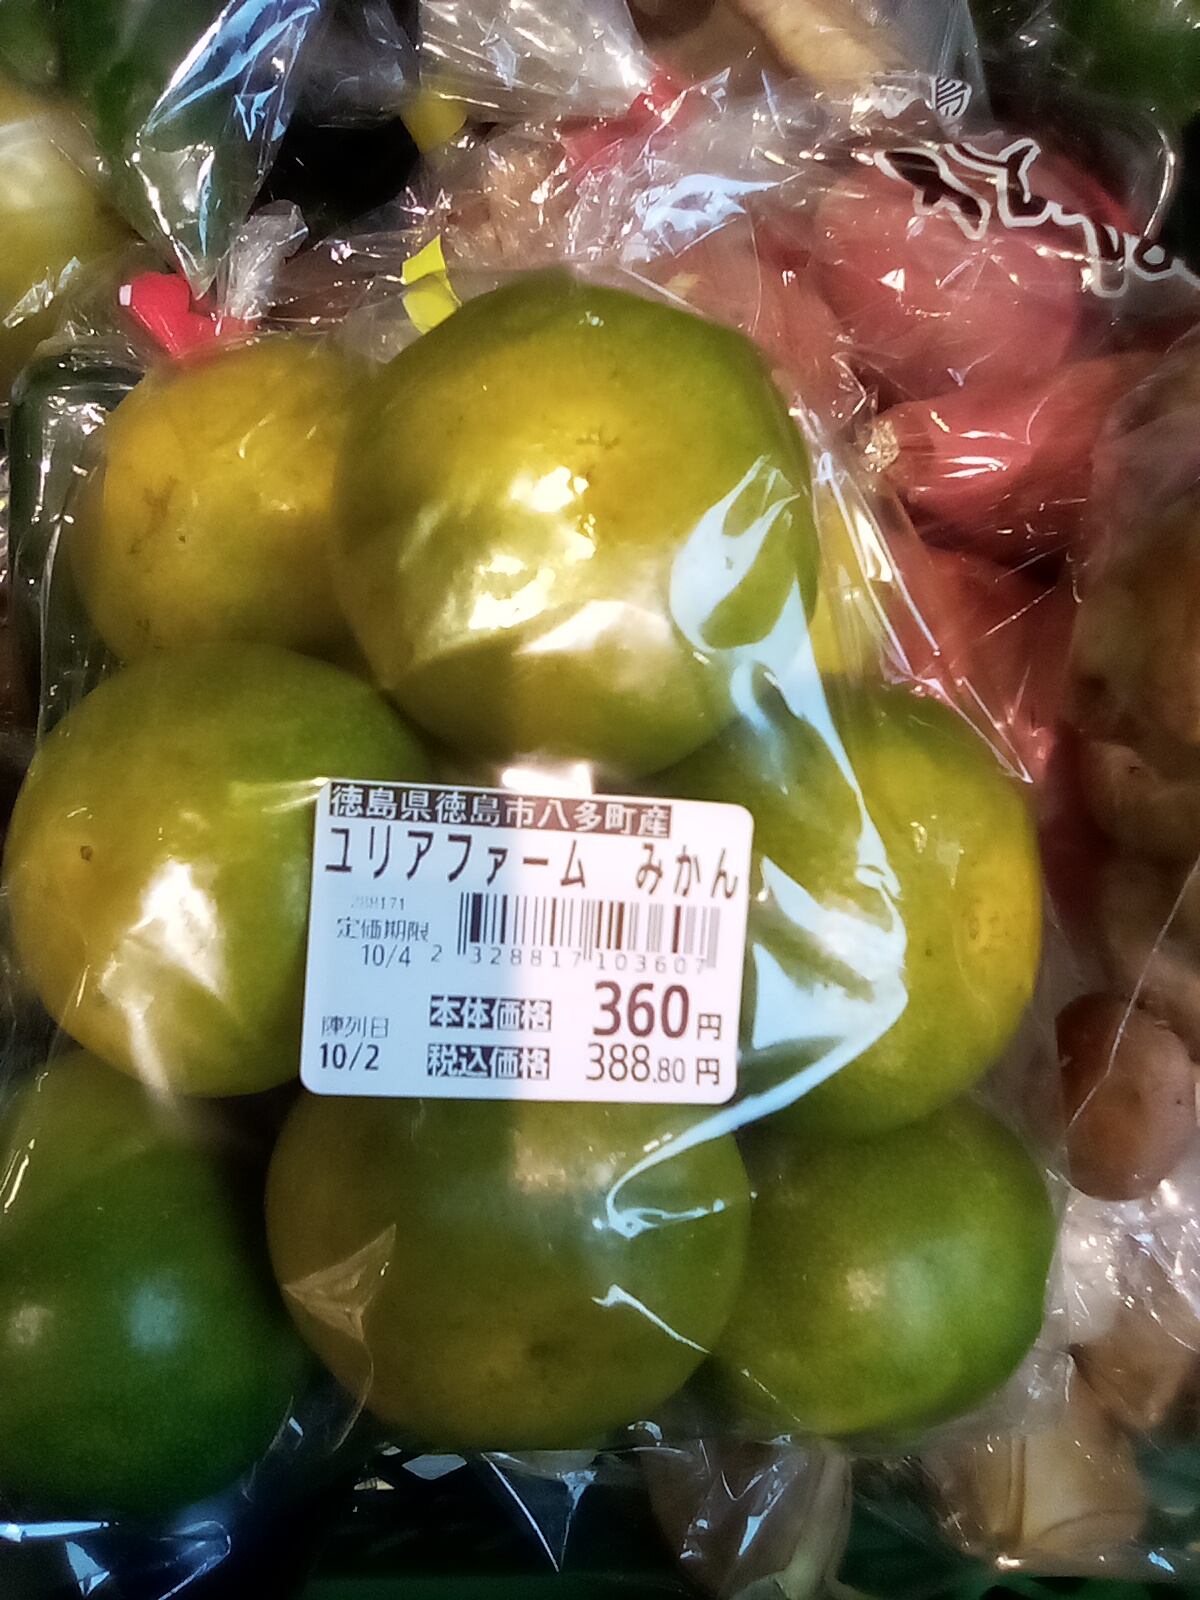 徳島県徳島市八多町産
ユリアファーム みかん
定価期限
10/4
2 328817 103607
本体価格 360円
陳列日
10/2
税込価格 388.80円